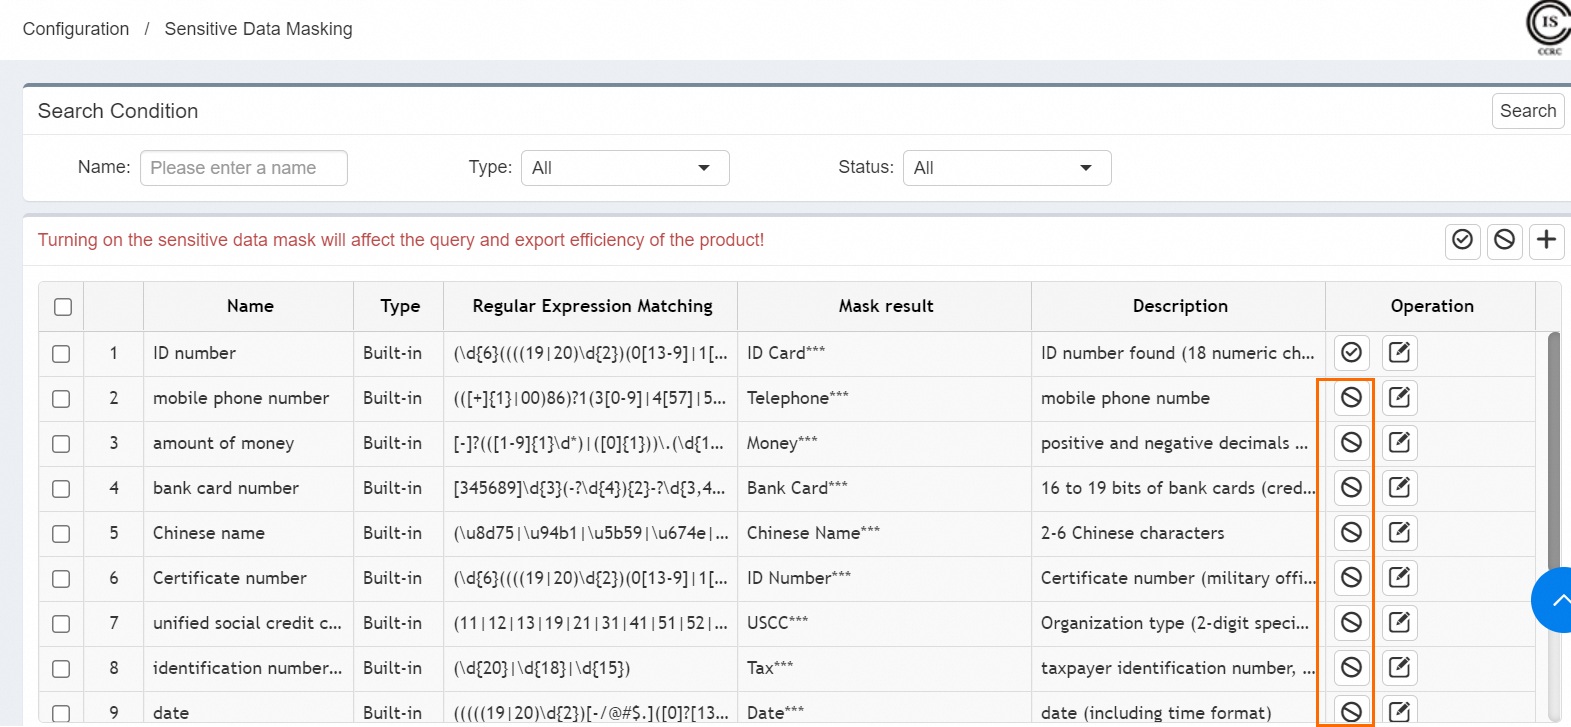 Configuration / Sensitive Data Masking
IS
CCRC
Search Condition
Search
Name: Please enter a name Type: All Status: All
Turning on the sensitive data mask will affect the query and export efficiency of the product!
Name Type Regular Expression Matching Mask result Description Operation
1 ID number Built-in (\d{6}((((19|20)\d{2})(0[13-9]|1[... ID Card*** ID number found (18 numeric ch...
2 mobile phone number Built-in (([+]{1}|00)86)?1(3[0-9]|4[57]|5... Telephone*** mobile phone numbe
3 amount of money Built-in [-]?(([1-9]{1}\d*)|([0]{1}))\.(\d{1... Money*** positive and negative decimals ...
4 bank card number Built-in [345689]\d{3}(-?\d{4}){2}-?\d{3,4... Bank Card*** 16 to 19 bits of bank cards (cred...
5 Chinese name Built-in (\u8d75|\u94b1|\u5b59|\u674e|... Chinese Name*** 2-6 Chinese characters
6 Certificate number Built-in (\d{6}((((19|20)\d{2})(0[13-9]|1[... ID Number*** Certificate number (military offi...
7 unified social credit c... Built-in (11|12|13|19|21|31|41|51|52|... USCC*** Organization type (2-digit speci...
8 identification number... Built-in (\d{20}|\d{18}|\d{15}) Tax*** taxpayer identification number, ...
9 date Built-in (((((19|20)\d{2})[-/@#$.]([0]?[13... Date*** date (including time format)